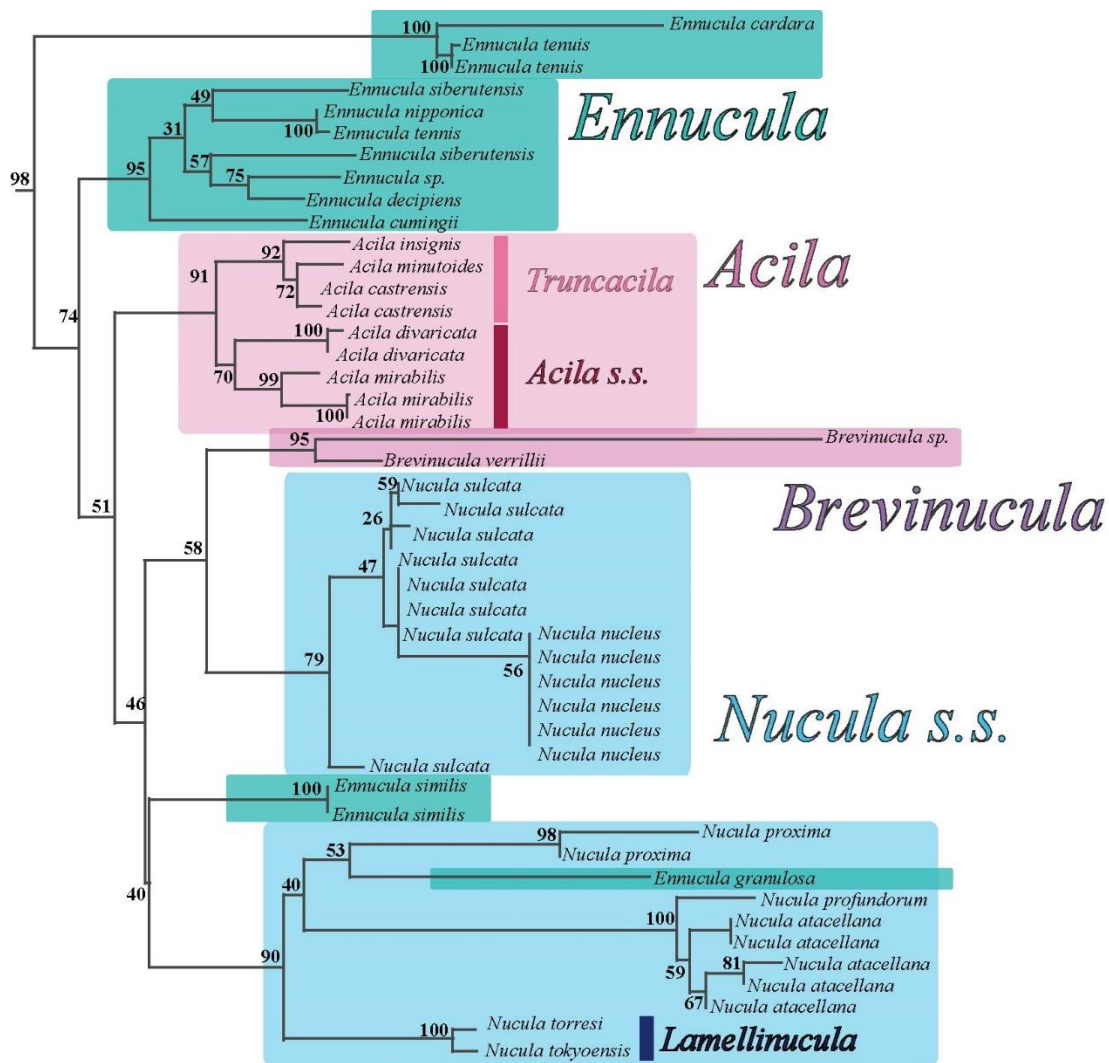 100
Ennucula cardara
Ennucula tenuis
100
Ennucula tenuis
Ennucula
Ennucula siberutensis
49
Ennucula nipponica
31
100
Ennucula tennis
57
Ennucula siberutensis
95
75
Ennucula sp.
98
Ennucula decipiens
Ennucula cumingii
Acila
92
Acila insignis
91
Acila minutoides
Truncacila
72
Acila castrensis
Acila castrensis
74
100
Acila divaricata
Acila divaricata
Acila s.s.
70
99
Acila mirabilis
Acila mirabilis
100
Acila mirabilis
95
Brevinucula sp.
Brevinucula verrillii
Brevinucula
51
59
Nucula sulcata
Nucula sulcata
26
Nucula sulcata
58
47
Nucula sulcata
Nucula sulcata
Nucula sulcata
Nucula sulcata
Nucula nucleus
79
56
Nucula nucleus
Nucula nucleus
Nucula nucleus
Nucula nucleus
Nucula nucleus
Nucula s.s.
46
Nucula sulcata
100
Ennucula similis
Ennucula similis
98
Nucula proxima
53
Nucula proxima
40
40
Ennucula granulosa
Nucula profundorum
100
Nucula atacellana
Nucula atacellana
90
59
81
Nucula atacellana
Nucula atacellana
67
Nucula atacellana
100
Nucula torresi
Nucula tokyoensis
Lamellinucula